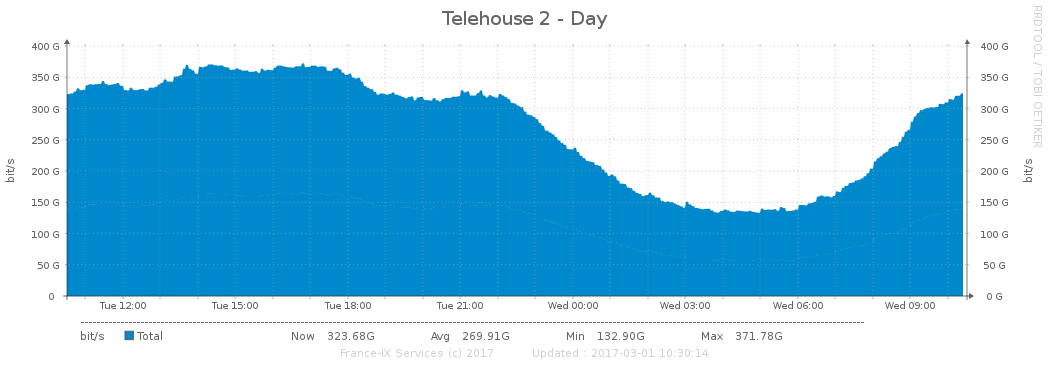 Telehouse 2 - Day
RRDTOOL / TOBI OETIKER
400 G 400 G
350 G 350 G
300 G 300 G
250 G 250 G
200 G 200 G
150 G 150 G
100 G 100 G
50 G 50 G
0 0 G
bit/s bit/s
Tue 12:00 Tue 15:00 Tue 18:00 Tue 21:00 Wed 00:00 Wed 03:00 Wed 06:00 Wed 09:00
bit/s Total Now 323.68G Avg 269.91G Min 132.90G Max 371.78G
France-IX Services (c) 2017 Updated : 2017-03-01 10:30:14